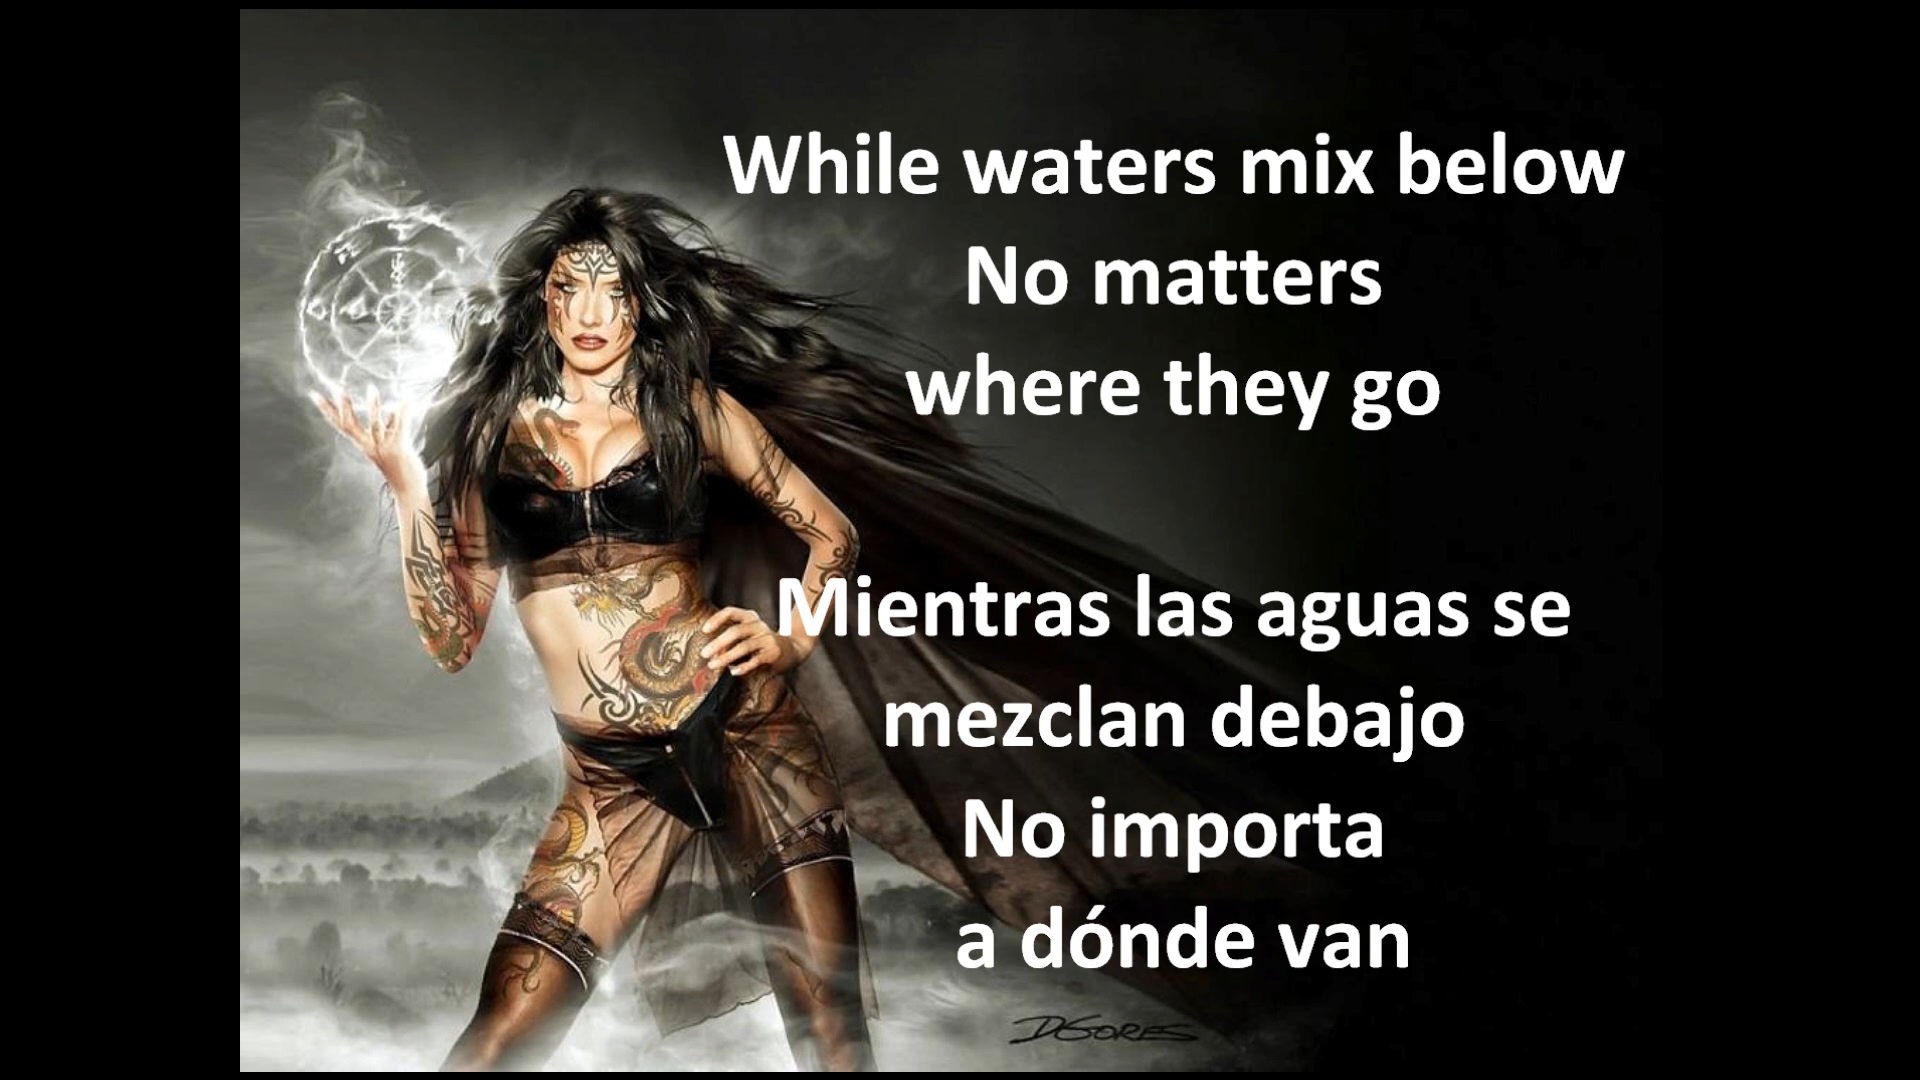 While waters mix below
No matters
where they go
Mientras las aguas se
mezclan debajo
No importa
a dónde van
DGORES